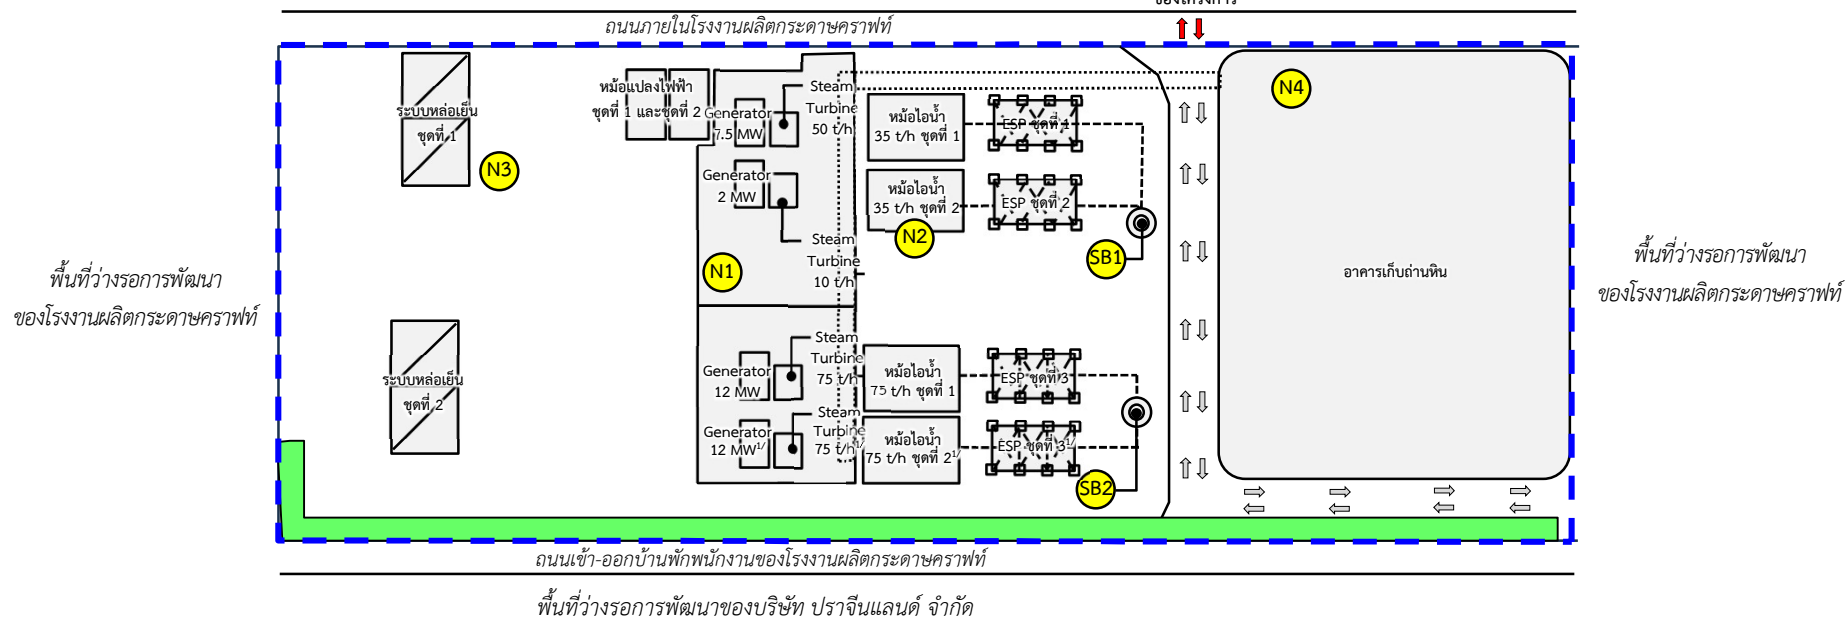 ของโครงการ
ถนนภายในโรงงานผลิตกระดาษคราฟท์
ระบบหล่อเย็น
ชุดที่ 1
N3
หม้อแปลงไฟฟ้า
ชุดที่ 1 และชุดที่ 2
Generator
7.5 MW
Steam
Turbine
50 t/h
Generator
2 MW
Steam
Turbine
10 t/h
N1
หม้อไอน้ำ
35 t/h ชุดที่ 1
หม้อไอน้ำ
35 t/h ชุดที่ 2
N2
ESP ชุดที่ 1
ESP ชุดที่ 2
SB1
N4
อาคารเก็บถ่านหิน
พื้นที่ว่างรอการพัฒนา
ของโรงงานผลิตกระดาษคราฟท์
พื้นที่ว่างรอการพัฒนา
ของโรงงานผลิตกระดาษคราฟท์
ระบบหล่อเย็น
ชุดที่ 2
Generator
12 MW
Steam
Turbine
75 t/h
Generator
12 MW1/
Steam
Turbine
75 t/h1/
หม้อไอน้ำ
75 t/h ชุดที่ 1
หม้อไอน้ำ
75 t/h ชุดที่ 21/
ESP ชุดที่ 3
ESP ชุดที่ 31/
SB2
ถนนเข้า-ออกบ้านพักพนักงานของโรงงานผลิตกระดาษคราฟท์
พื้นที่ว่างรอการพัฒนาของบริษัท ปราจีนแลนด์ จำกัด